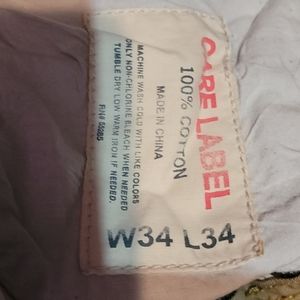 CARE LABEL
100% COTTON
MADE IN CHINA
MACHINE WASH COLD WITH LIKE COLORS
ONLY NON-CHLORINE BLEACH WHEN NEEDED
TUMBLE DRY LOW WARM IRON IF NEEDED
W34 L34